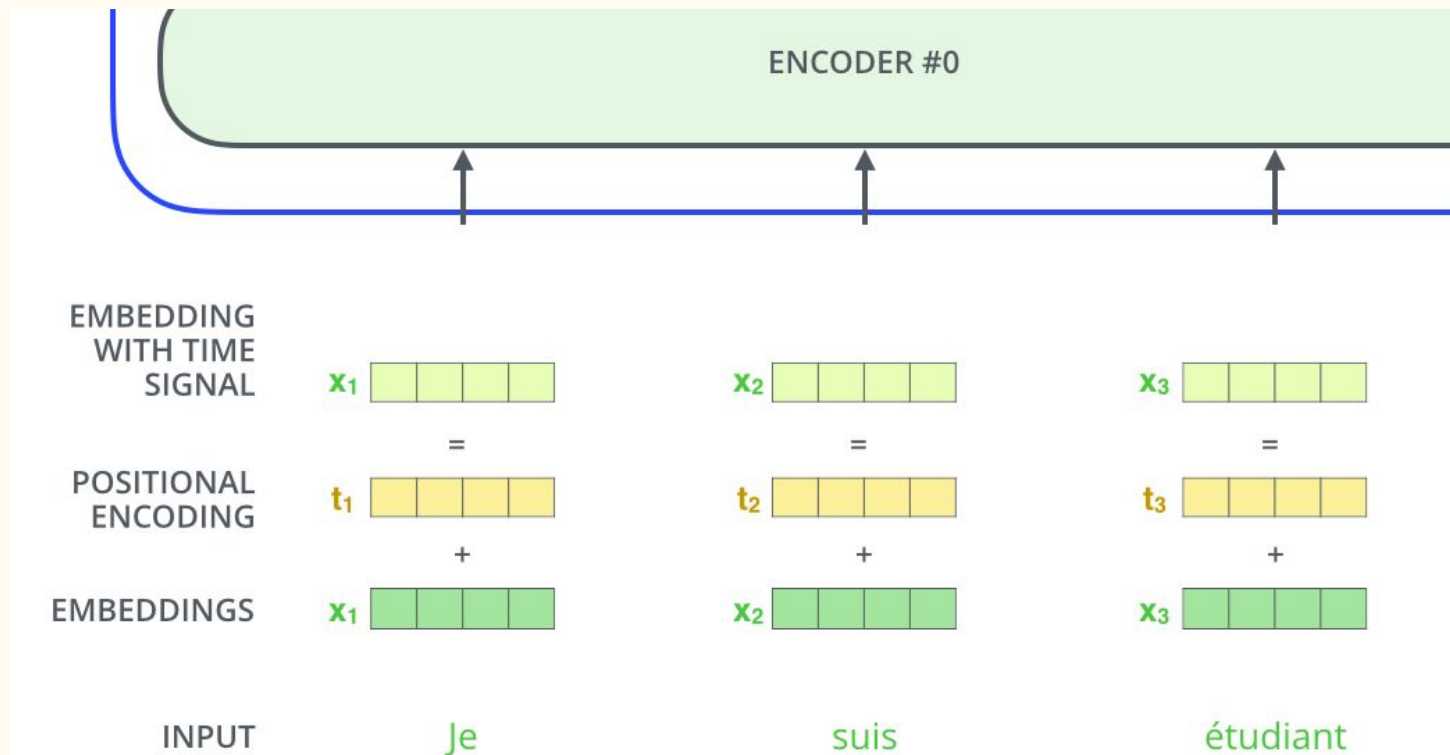 ENCODER #0
EMBEDDING
WITH TIME
SIGNAL
x₁ x₂ x₃
= = =
POSITIONAL
ENCODING
t₁ t₂ t₃
+ + +
EMBEDDINGS x₁ x₂ x₃
INPUT Je suis étudiant